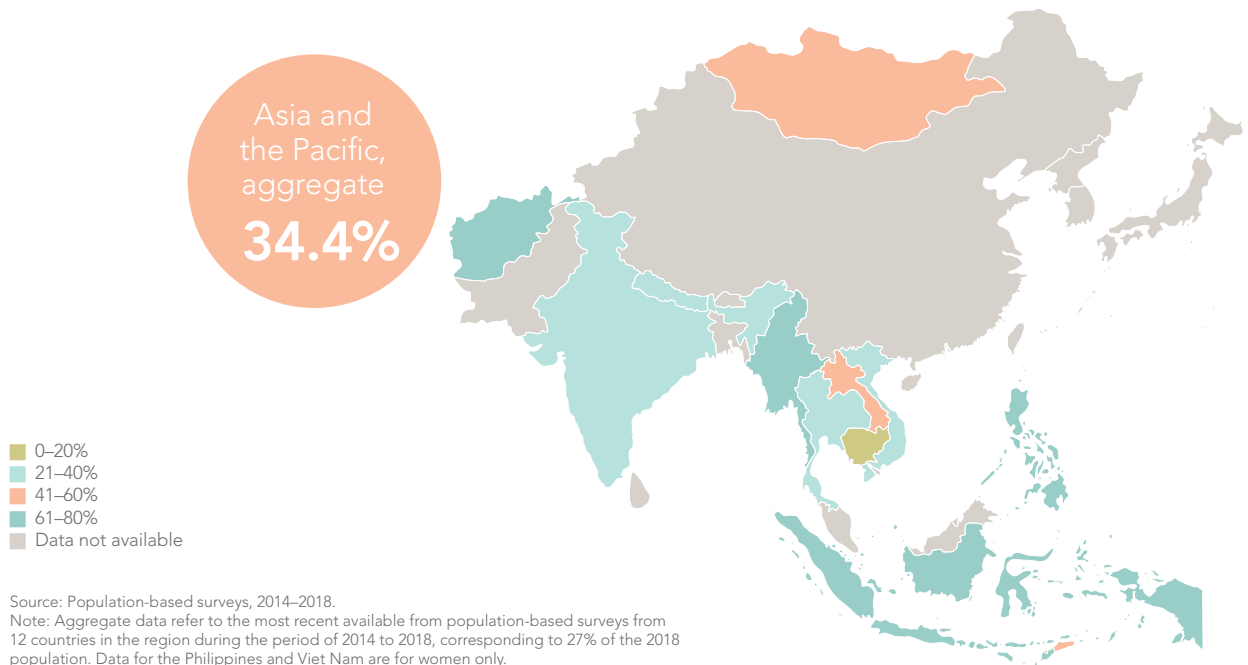 Asia and
the Pacific,
aggregate
34.4%
0–20%
21–40%
41–60%
61–80%
Data not available
Source: Population-based surveys, 2014–2018.
Note: Aggregate data refer to the most recent available from population-based surveys from
12 countries in the region during the period of 2014 to 2018, corresponding to 27% of the 2018
population. Data for the Philippines and Viet Nam are for women only.